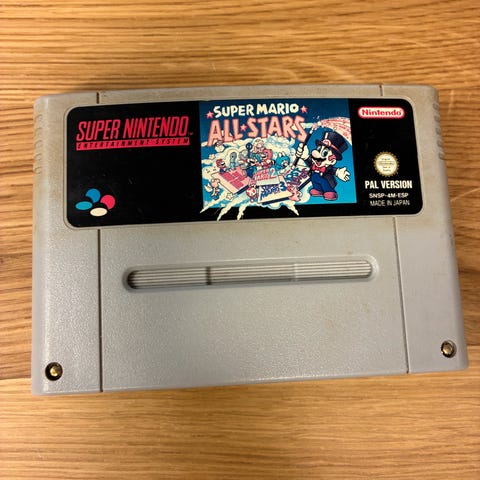 SUPER NINTENDO
ENTERTAINMENT SYSTEM
SUPER MARIO
ALL★STARS
Nintendo
PAL VERSION
SNSP-4M-ESP
MADE IN JAPAN